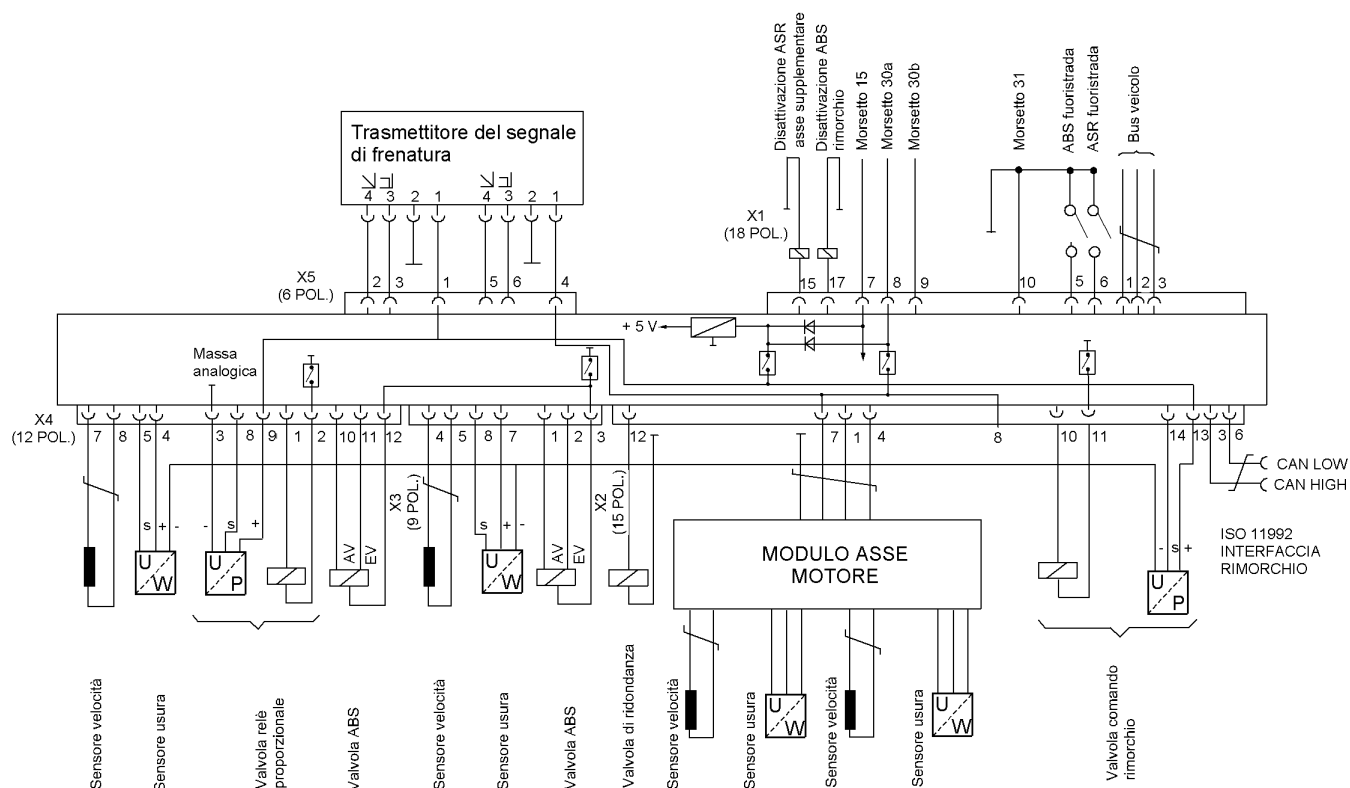 Disattivazione ASR
asse supplementare
Disattivazione ABS
rimorchio
Morsetto 15
Morsetto 30a
Morsetto 30b
Morsetto 31
ABS fuoristrada
ASR fuoristrada
Bus veicolo
Trasmettitore del segnale
di frenatura
4 3 2 1 4 3 2 1
X1
(18 POL.)
X5
(6 POL.)
2 3 1 5 6 4
15 17 7 8 9 10 5 6 1 2 3
+ 5 V
Massa
analogica
X4
(12 POL.)
7 8 5 4 3 8 9 1 2 10 11 12
X3
(9 POL.)
4 5 8 7 1 2 3
X2
(15 POL.)
12 7 1 4 8 10 11 14 13 3 6
CAN LOW
CAN HIGH
s + -
U
W
- s +
U
P
AV
EV
s + -
U
W
AV
EV
MODULO ASSE
MOTORE
- s +
U
P
ISO 11992
INTERFACCIA
RIMORCHIO
U
W
U
W
Sensore velocità
Sensore usura
Valvola relè
proporzionale
Valvola ABS
Sensore velocità
Sensore usura
Valvola ABS
Valvola di ridondanza
Sensore velocità
Sensore usura
Sensore velocità
Sensore usura
Valvola comando
rimorchio